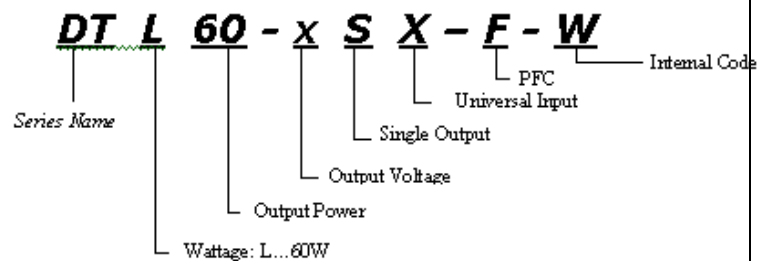 DT L 60 - x S X - F - W
Internal Code
PFC
Universal Input
Series Name
Single Output
Output Voltage
Output Power
Wattage: L...60W